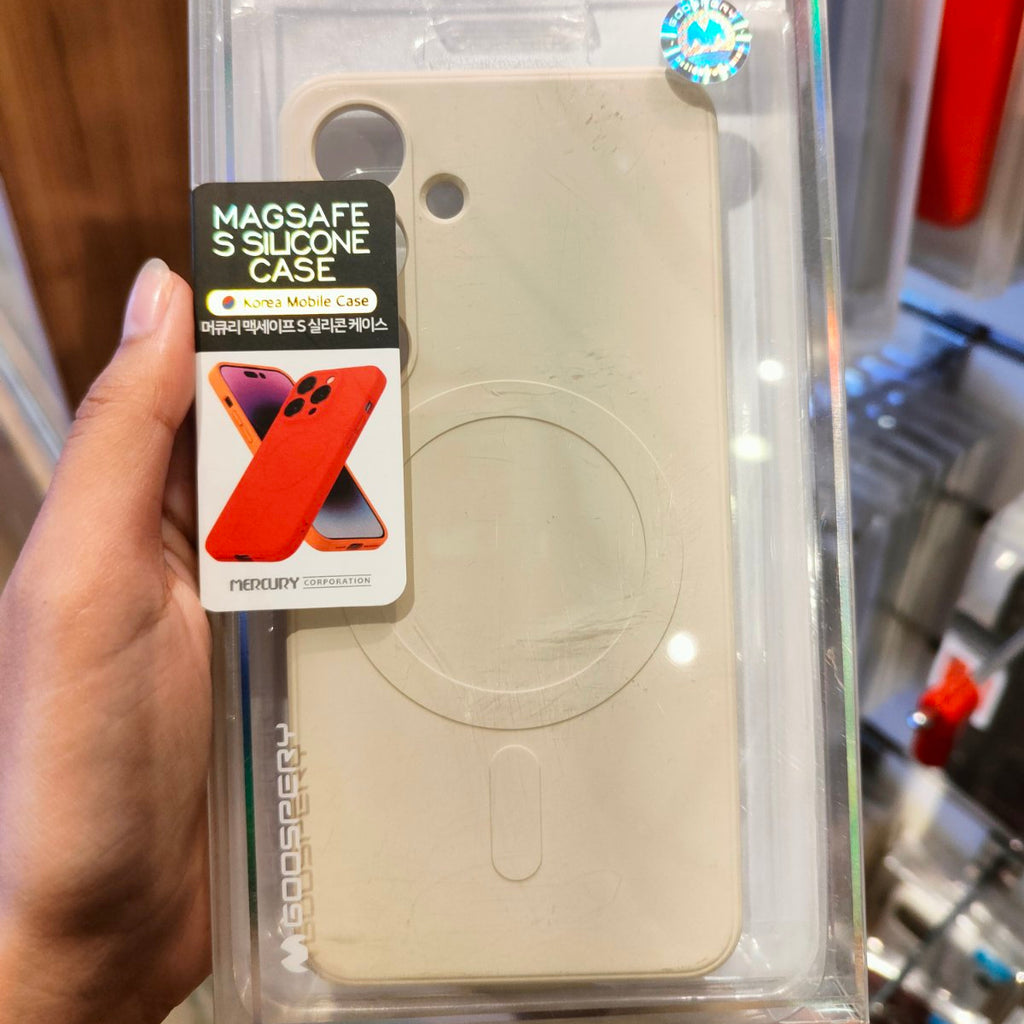 GOOSPERY
MAGSAFE
S SILICONE
CASE
Korea Mobile Case
머큐리 맥세이프 S 실리콘 케이스
MERCURY CORPORATION
GOOSPERY